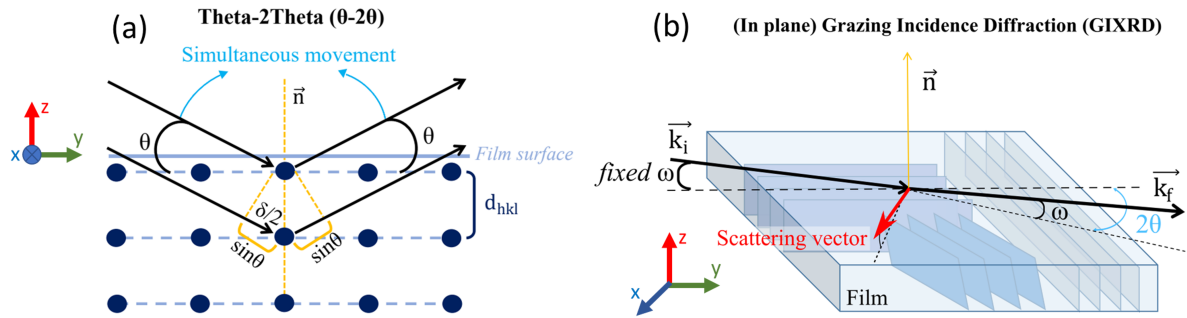 (a)
Theta-2Theta (θ-2θ)
Simultaneous movement
n⃗
z
y
x
θ
θ
Film surface
δ/2
d_hkl
sinθ
sinθ
(b)
(In plane) Grazing Incidence Diffraction (GIXRD)
n⃗
k_i⃗
fixed ω
k_f⃗
ω
2θ
Scattering vector
z
y
x
Film